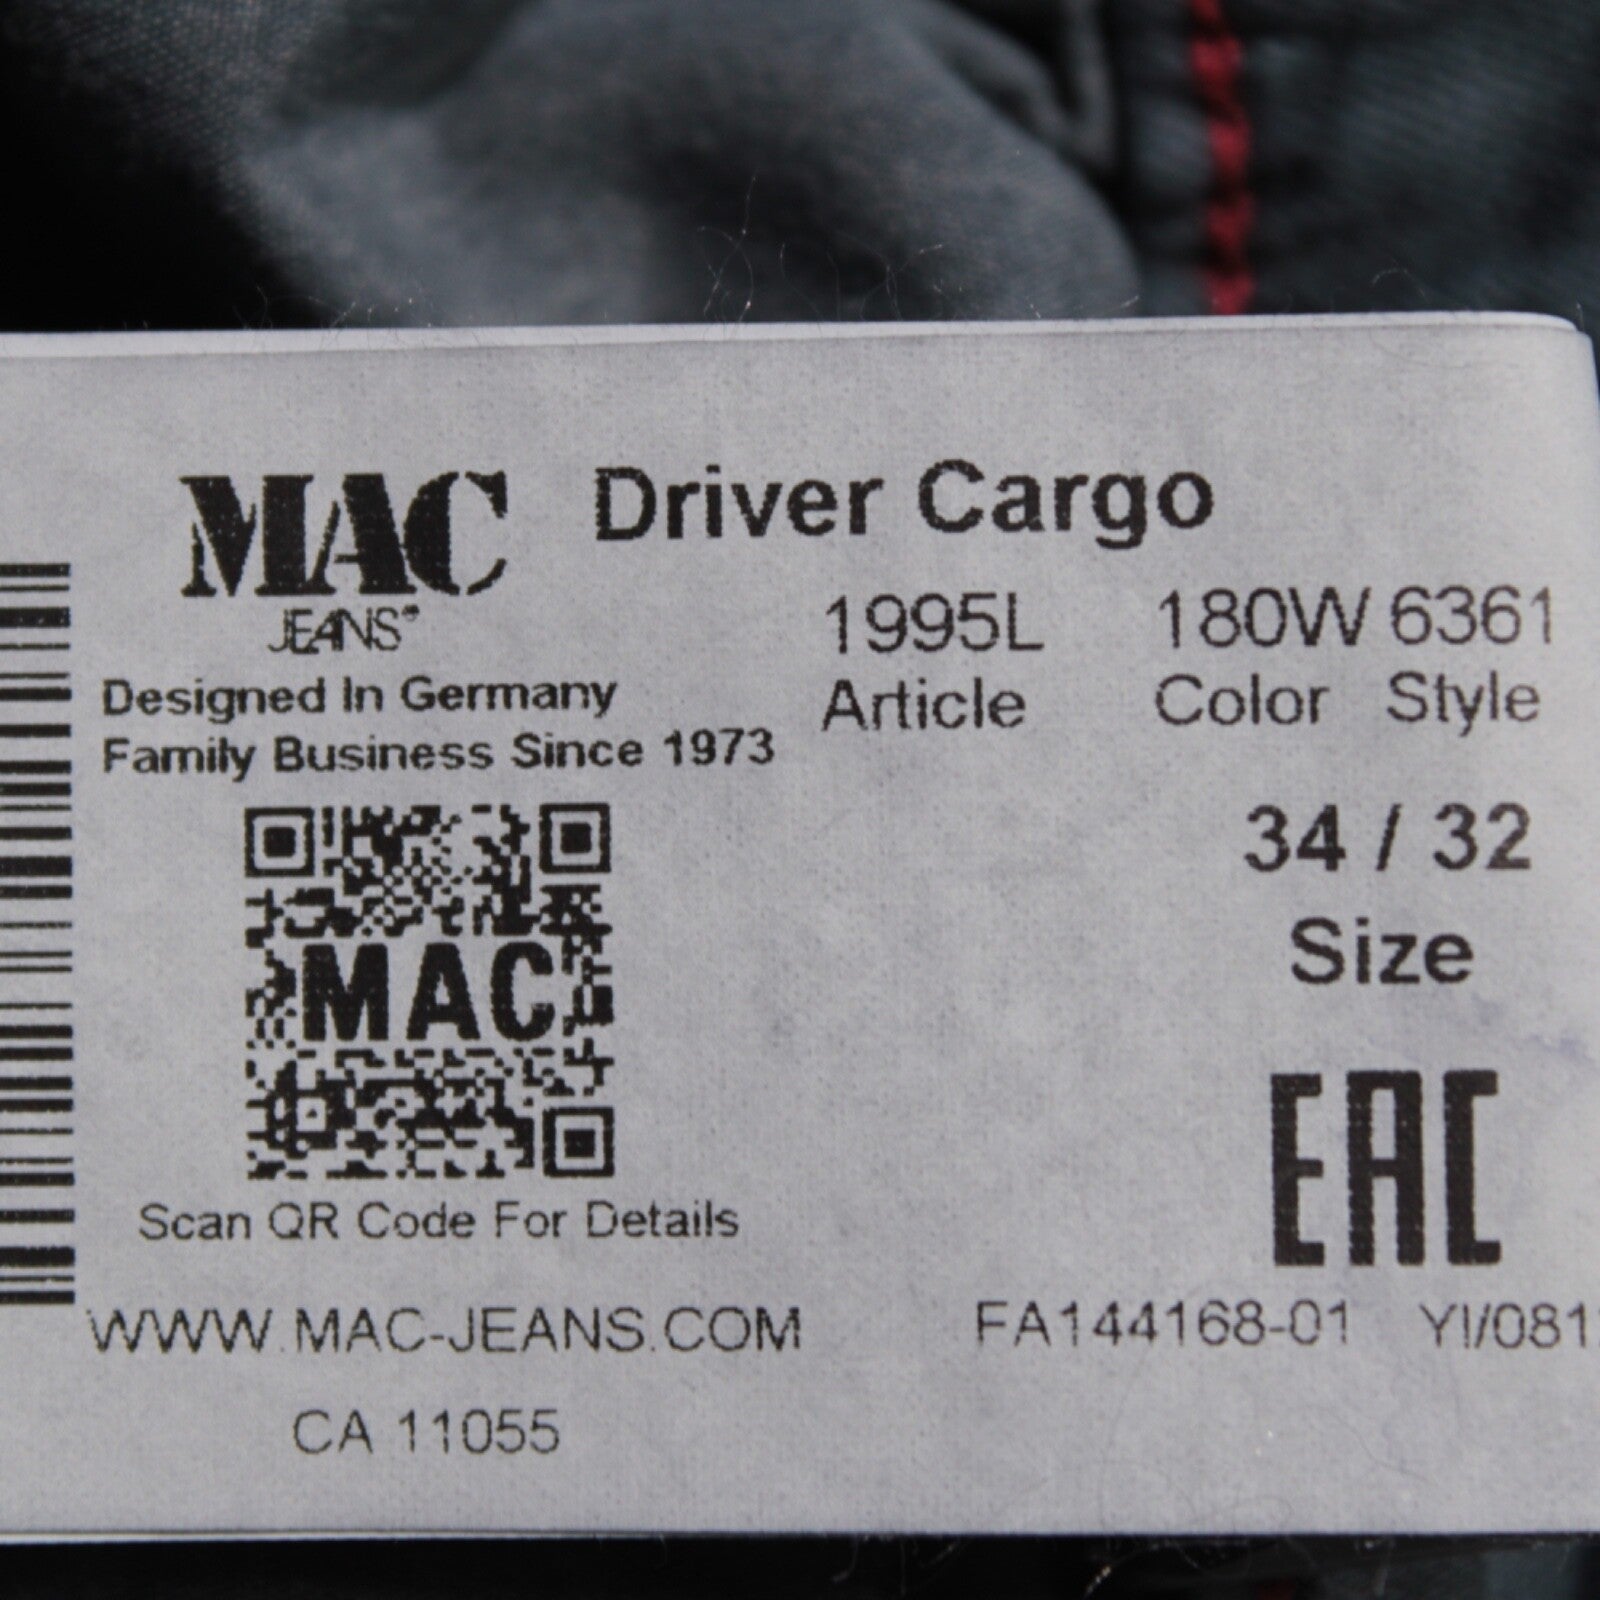 MAC
JEANS®
Driver Cargo
1995L 180W 6361
Article Color Style
Designed In Germany
Family Business Since 1973
34 / 32
Size
MAC
EAC
Scan QR Code For Details
WWW.MAC-JEANS.COM
FA144168-01
CA 11055